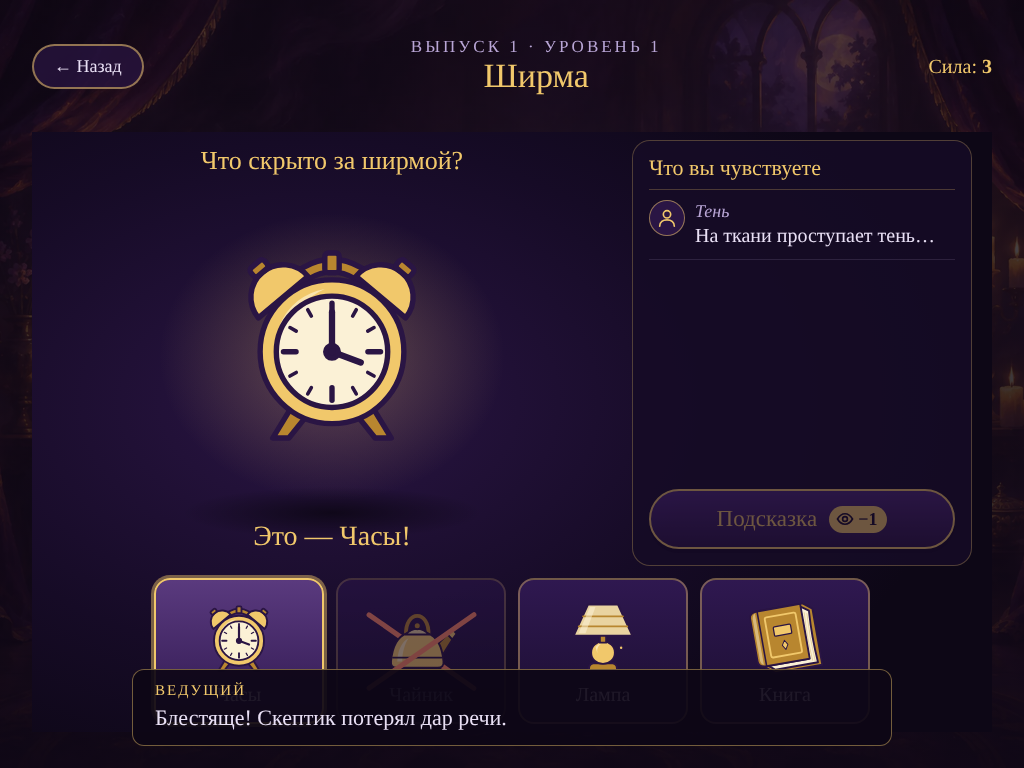 ← Назад
ВЫПУСК 1 · УРОВЕНЬ 1
Ширма
Сила: 3
Что скрыто за ширмой?
Что вы чувствуете
Тень
На ткани проступает тень…
Подсказка −1
Это — Часы!
Часы
Чайник
Лампа
Книга
ВЕДУЩИЙ
Блестяще! Скептик потерял дар речи.